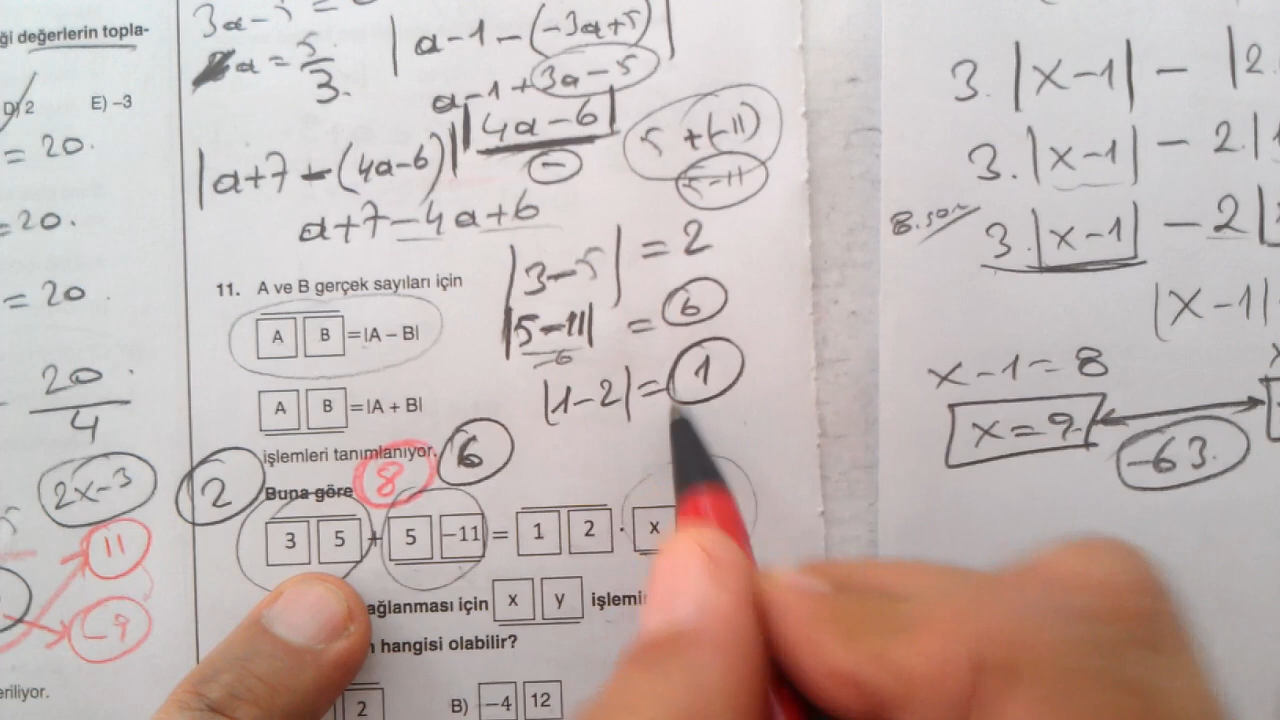 3a-
ği değerlerin topla-
a = 5/3.
|a-1-(-3a+5)|
a-1+3a-5
D) 2 E) -3
|4a-6|
= 20.
|a+7-(4a-6)|
(-)
5+(-11)
5-11
a+7-4a+6
=20.
= 20
20
4
2x-3
11
-9
eriliyor.
|3-5| = 2
|5-11| = 6
-6
|1-2|= 1
11. A ve B gerçek sayıları için
A B =|A – B|
A B =|A + B|
işlemleri tanımlanıyor.
6
2
8
Buna göre
3 5 + 5 –11 = 1 2 · x
ağlanması için x y
hangisi olabilir?
2 B) –4 12
3. |x-1| - |2
3. |x-1| - 2|
8.soru 3.|x-1| - 2|
|x-1|
x-1=8
x=9
-63